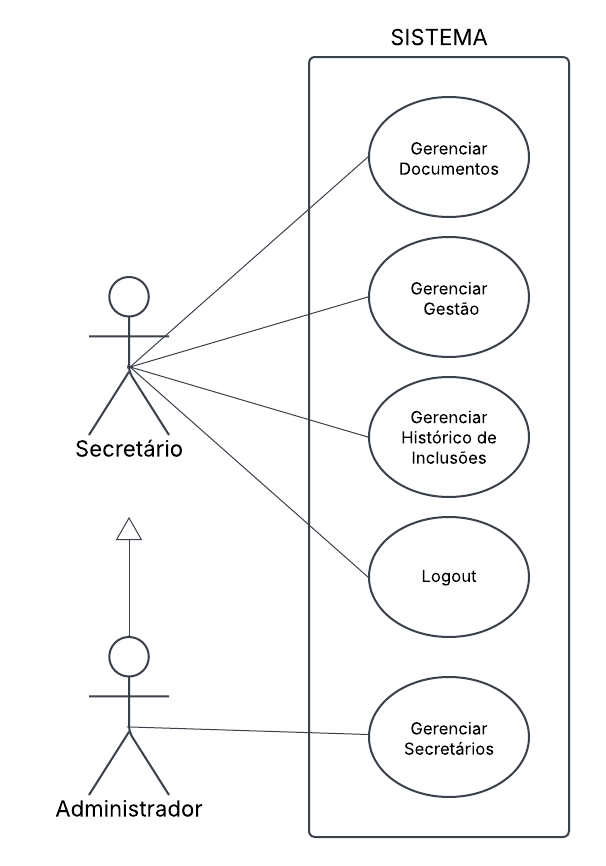 SISTEMA
Gerenciar
Documentos
Gerenciar
Gestão
Gerenciar
Histórico de
Inclusões
Secretário
Logout
Gerenciar
Secretários
Administrador